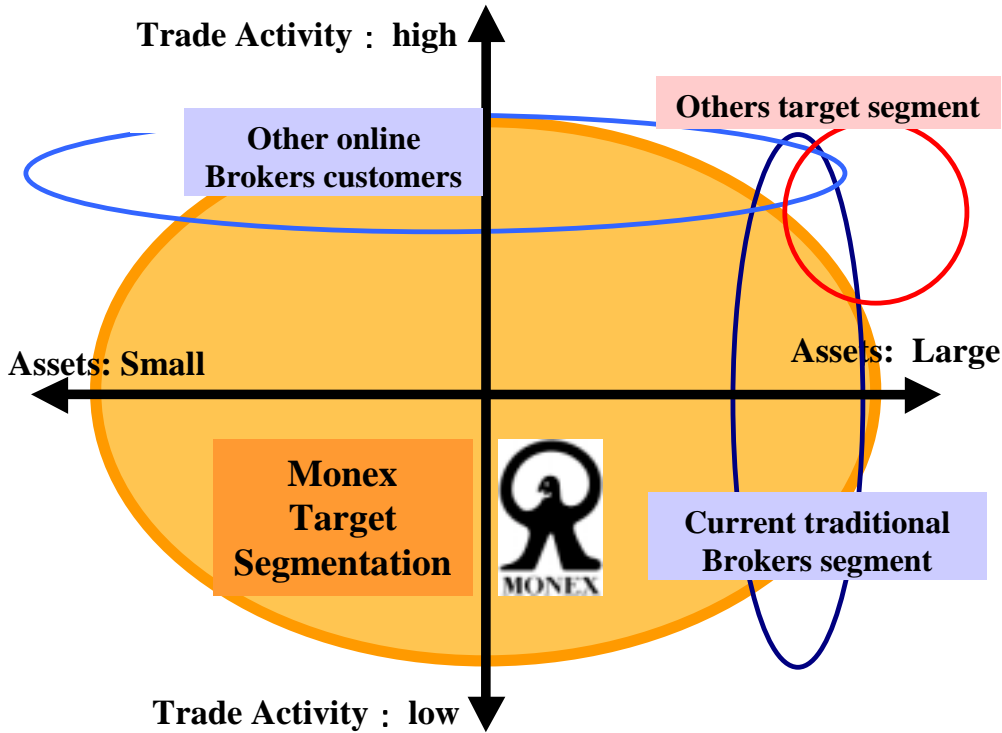 Trade Activity : high
Others target segment
Other online
Brokers customers
Assets: Small
Assets: Large
Monex
Target
Segmentation
MONEX
Current traditional
Brokers segment
Trade Activity : low